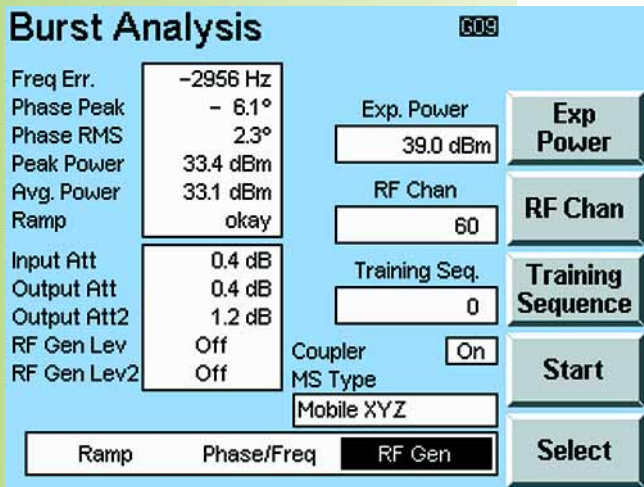 Burst Analysis
G09
Freq Err. -2956 Hz
Phase Peak - 6.1°
Phase RMS 2.3°
Peak Power 33.4 dBm
Avg. Power 33.1 dBm
Ramp okay
Input Att 0.4 dB
Output Att 0.4 dB
Output Att2 1.2 dB
RF Gen Lev Off
RF Gen Lev2 Off
Exp. Power
39.0 dBm
RF Chan
60
Training Seq.
0
Coupler On
MS Type
Mobile XYZ
Ramp Phase/Freq RF Gen
Exp
Power
RF Chan
Training
Sequence
Start
Select